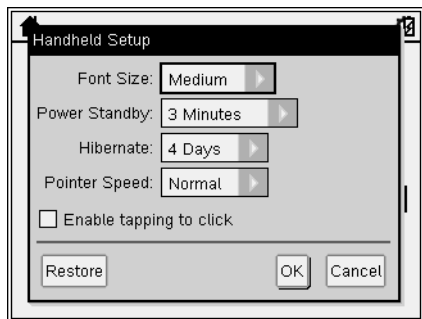 Handheld Setup
Font Size: Medium
Power Standby: 3 Minutes
Hibernate: 4 Days
Pointer Speed: Normal
Enable tapping to click
Restore OK Cancel